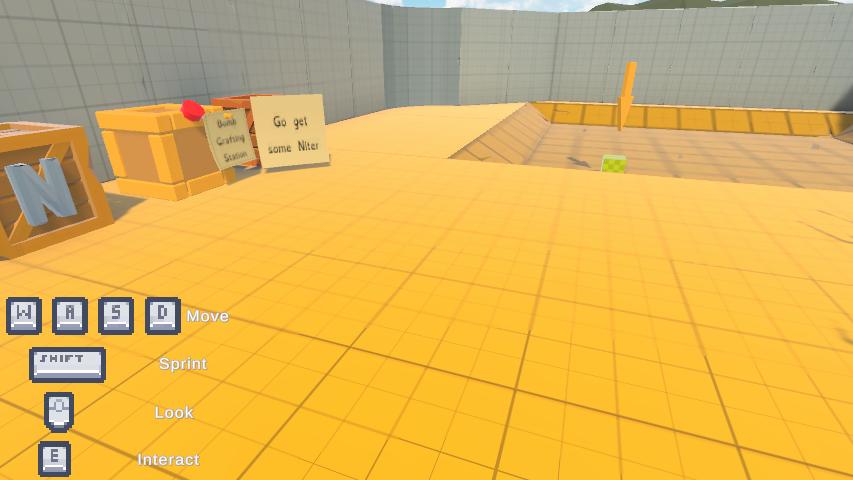 Bomb
Crafting
Station
Go get
some Niter
N
W A S D Move
SHIFT Sprint
Look
E Interact